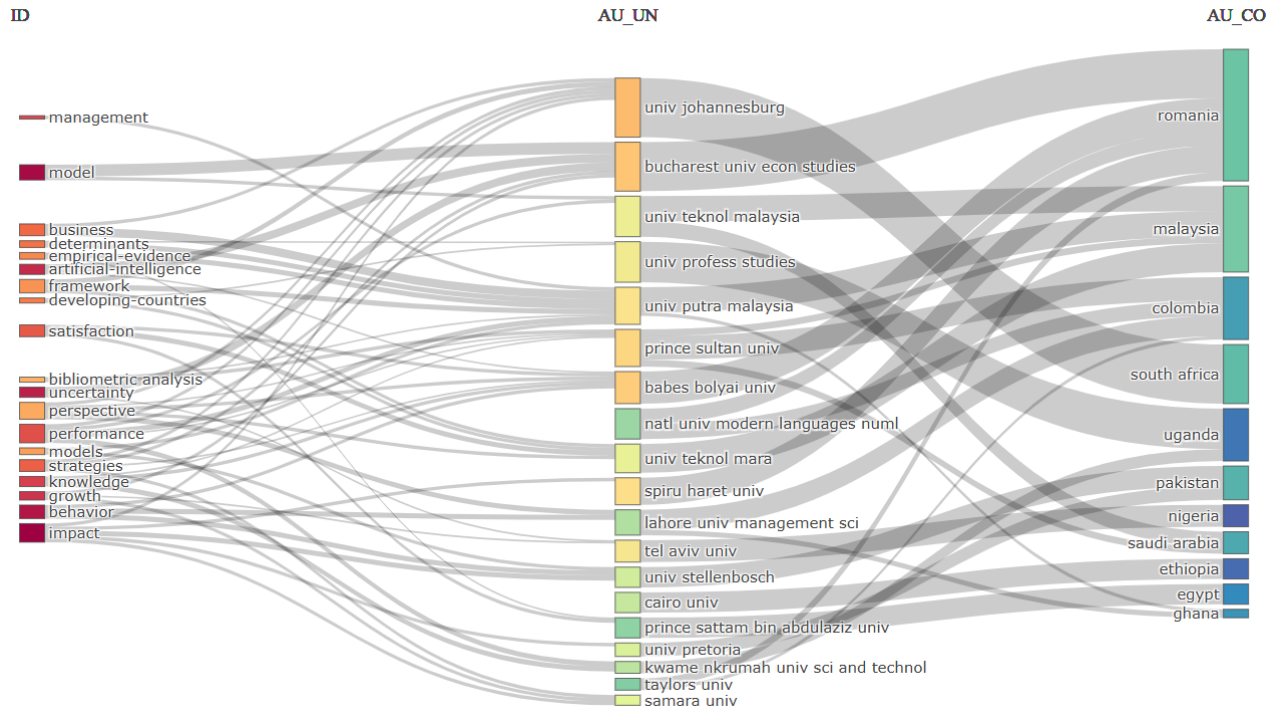 ID
AU_UN
AU_CO
management
model
business
determinants
empirical-evidence
artificial-intelligence
framework
developing-countries
satisfaction
bibliometric analysis
uncertainty
perspective
performance
models
strategies
knowledge
growth
behavior
impact
univ johannesburg
bucharest univ econ studies
univ teknol malaysia
univ profess studies
univ putra malaysia
prince sultan univ
babes bolyai univ
natl univ modern languages numl
univ teknol mara
spiru haret univ
lahore univ management sci
tel aviv univ
univ stellenbosch
cairo univ
prince sattam bin abdulaziz univ
univ pretoria
kwame nkrumah univ sci and technol
taylors univ
samara univ
romania
malaysia
colombia
south africa
uganda
pakistan
nigeria
saudi arabia
ethiopia
egypt
ghana